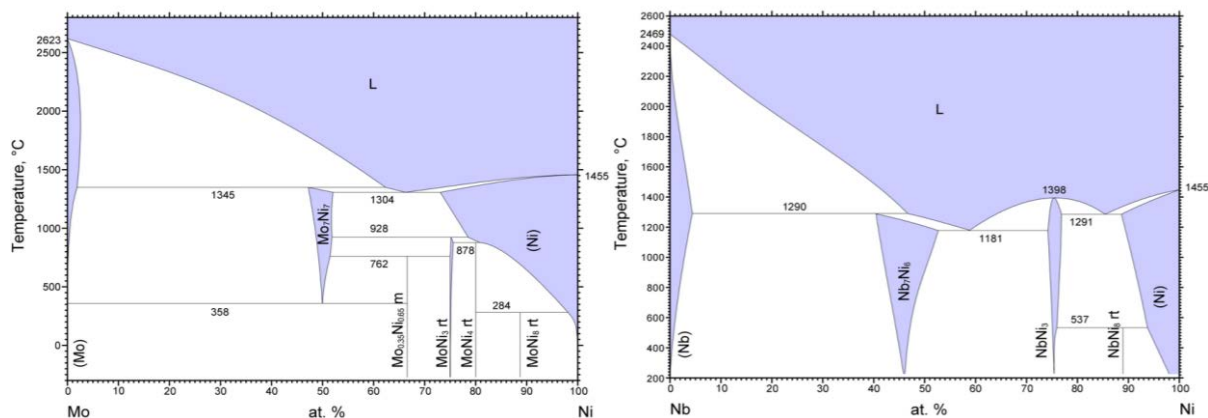 2623
2500
2000
1500
1000
500
0
Temperature, °C
L
1455
1345
1304
928
878
762
358
284
(Mo)
Mo₇Ni₇
Mo₀.₃₅Ni₀.₆₅ m
MoNi₃ rt
MoNi₄ rt
MoNi₈ rt
(Ni)
0 10 20 30 40 50 60 70 80 90 100
Mo at. % Ni
2600
2469
2400
2200
2000
1800
1600
1400
1200
1000
800
600
400
200
Temperature, °C
L
1455
1398
1290
1291
1181
537
(Nb)
Nb₇Ni₆
NbNi₃
NbNi₈ rt
(Ni)
0 10 20 30 40 50 60 70 80 90 100
Nb at. % Ni